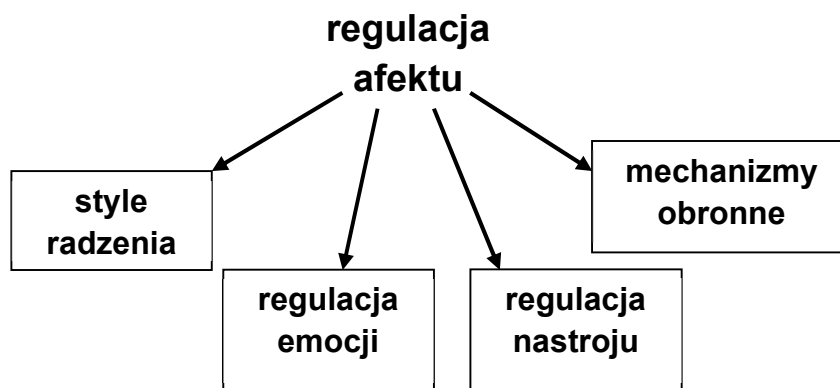 regulacja
afektu
style
radzenia
regulacja
emocji
regulacja
nastroju
mechanizmy
obronne